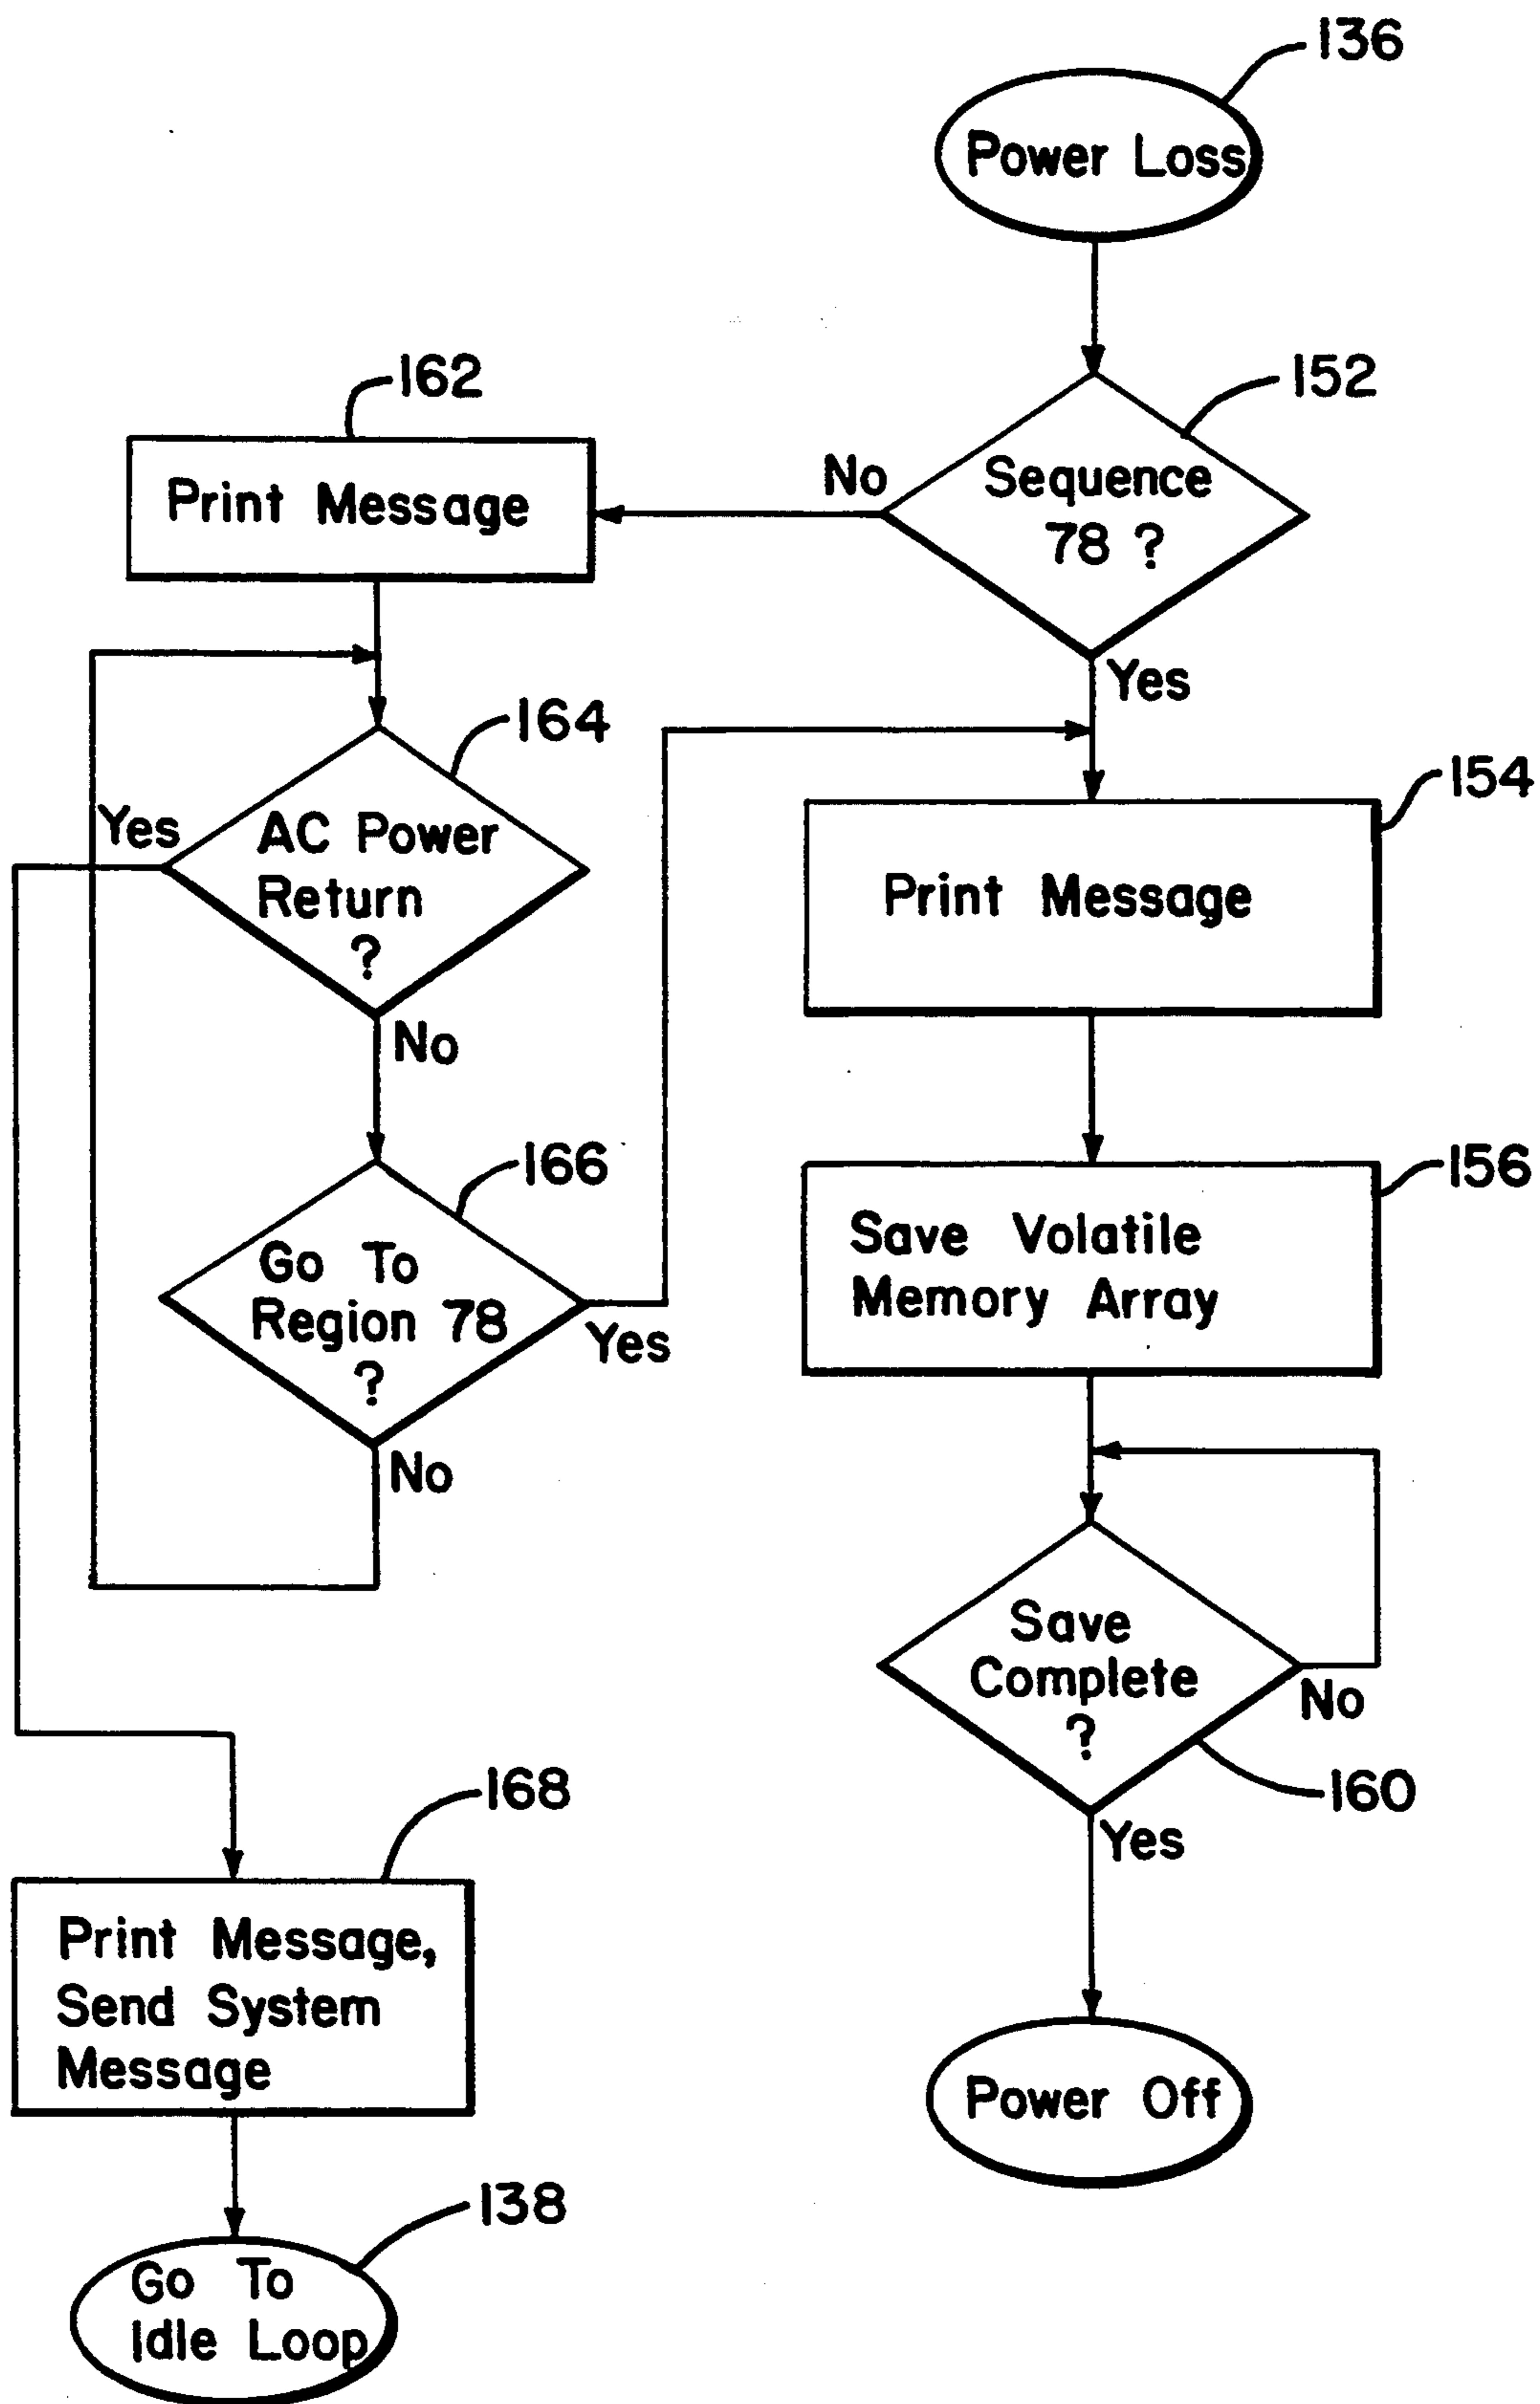 136
Power Loss
152
Sequence
78 ?
No
Yes
162
Print Message
164
AC Power
Return
?
Yes
No
166
Go To
Region 78
?
Yes
No
154
Print Message
156
Save Volatile
Memory Array
Save
Complete
?
No
160
Yes
Power Off
168
Print Message,
Send System
Message
138
Go To
Idle Loop